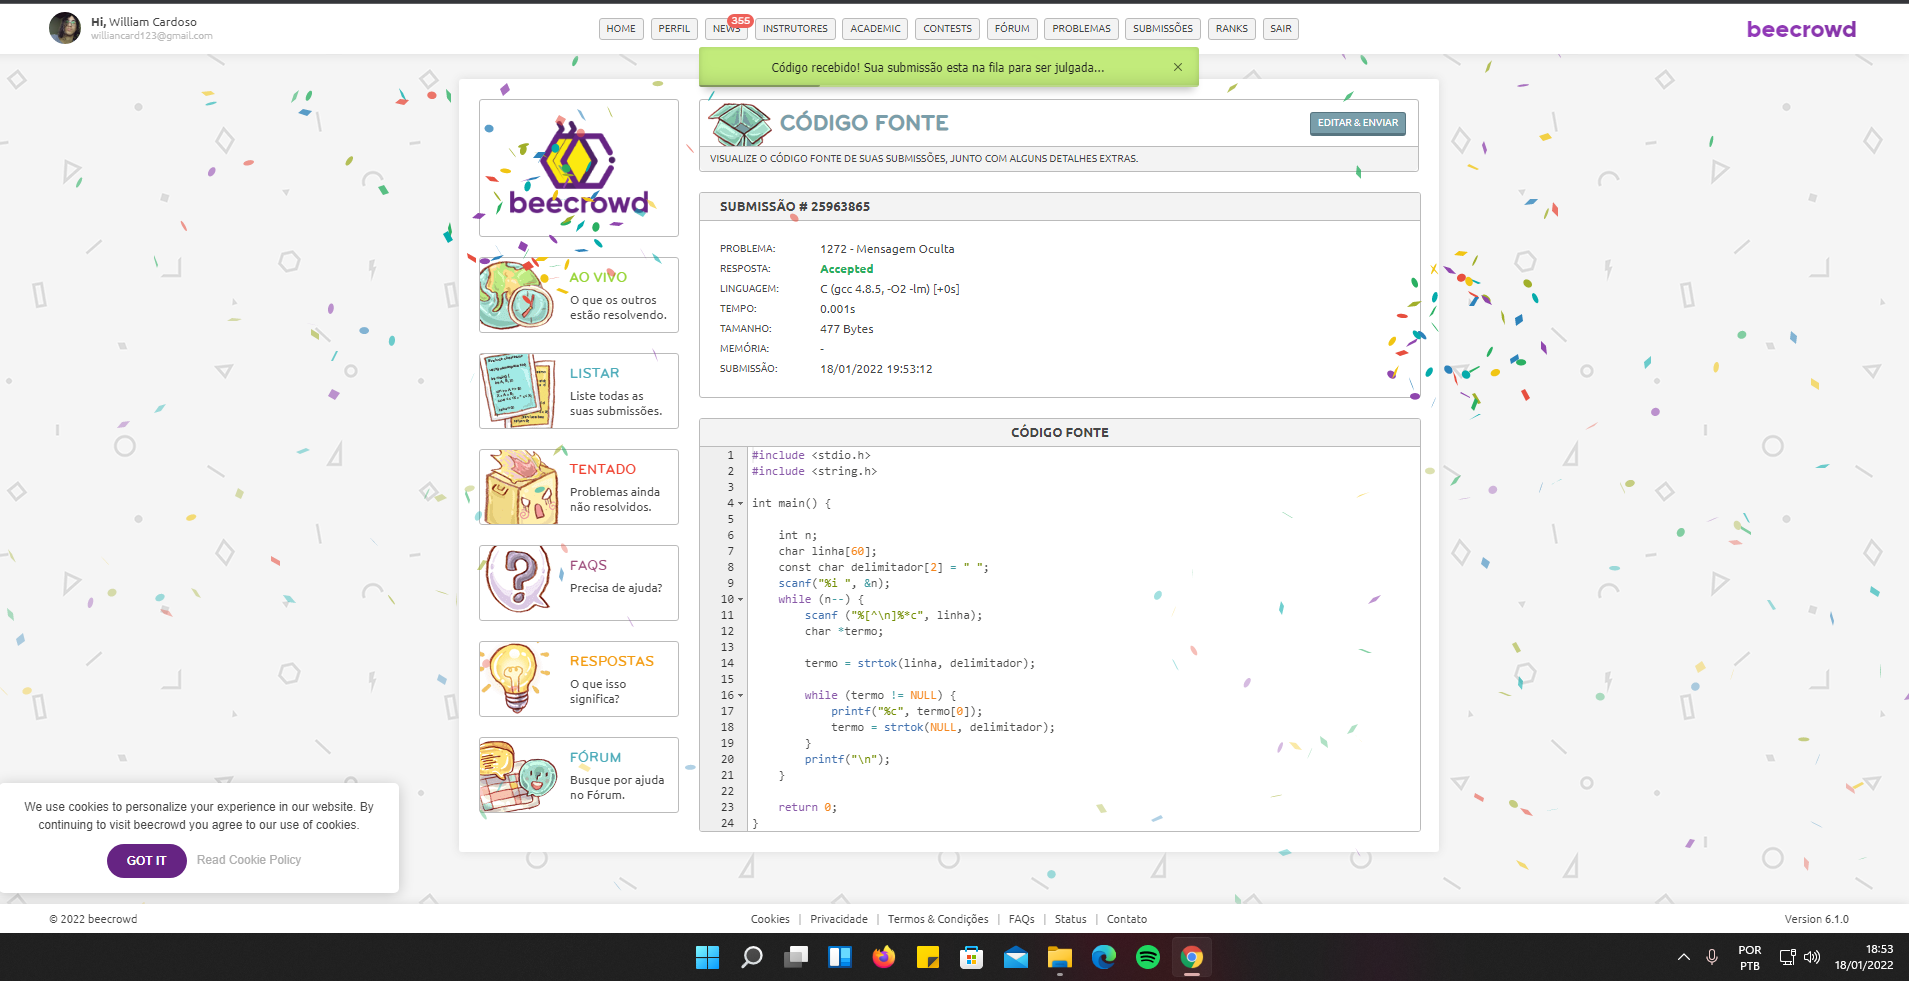 Hi, William Cardoso
williancard123@gmail.com
HOME
PERFIL
NEWS
355
INSTRUTORES
ACADEMIC
CONTESTS
FÓRUM
PROBLEMAS
SUBMISSÕES
RANKS
SAIR
beecrowd
Código recebido! Sua submissão esta na fila para ser julgada...
×
beecrowd
CÓDIGO FONTE
EDITAR & ENVIAR
VISUALIZE O CÓDIGO FONTE DE SUAS SUBMISSÕES, JUNTO COM ALGUNS DETALHES EXTRAS.
AO VIVO
O que os outros
estão resolvendo.
LISTAR
Liste todas as
suas submissões.
TENTADO
Problemas ainda
não resolvidos.
FAQS
Precisa de ajuda?
RESPOSTAS
O que isso
significa?
FÓRUM
Busque por ajuda
no Fórum.
SUBMISSÃO # 25963865
PROBLEMA: 1272 - Mensagem Oculta
RESPOSTA: Accepted
LINGUAGEM: C (gcc 4.8.5, -O2 -lm) [+0s]
TEMPO: 0.001s
TAMANHO: 477 Bytes
MEMÓRIA: -
SUBMISSÃO: 18/01/2022 19:53:12
CÓDIGO FONTE
1 #include <stdio.h>
2 #include <string.h>
3
4 int main() {
5
6     int n;
7     char linha[60];
8     const char delimitador[2] = " ";
9     scanf("%i ", &n);
10     while (n--) {
11         scanf ("%[^\n]%*c", linha);
12         char *termo;
13
14         termo = strtok(linha, delimitador);
15
16         while (termo != NULL) {
17             printf("%c", termo[0]);
18             termo = strtok(NULL, delimitador);
19         }
20         printf("\n");
21     }
22
23     return 0;
24 }
We use cookies to personalize your experience in our website. By
continuing to visit beecrowd you agree to our use of cookies.
GOT IT
Read Cookie Policy
© 2022 beecrowd
Cookies | Privacidade | Termos & Condições | FAQs | Status | Contato
Version 6.1.0
POR
PTB
18:53
18/01/2022